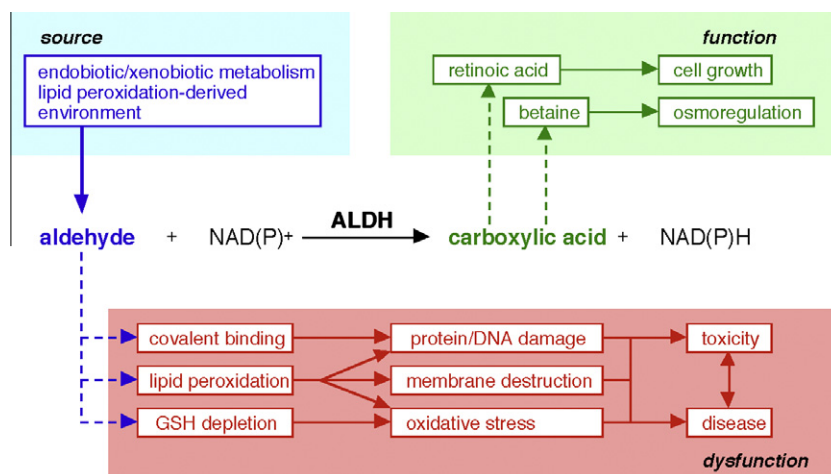 source
endobiotic/xenobiotic metabolism
lipid peroxidation-derived
environment
function
retinoic acid
cell growth
betaine
osmoregulation
aldehyde + NAD(P)+ ALDH carboxylic acid + NAD(P)H
covalent binding
protein/DNA damage
toxicity
lipid peroxidation
membrane destruction
GSH depletion
oxidative stress
disease
dysfunction